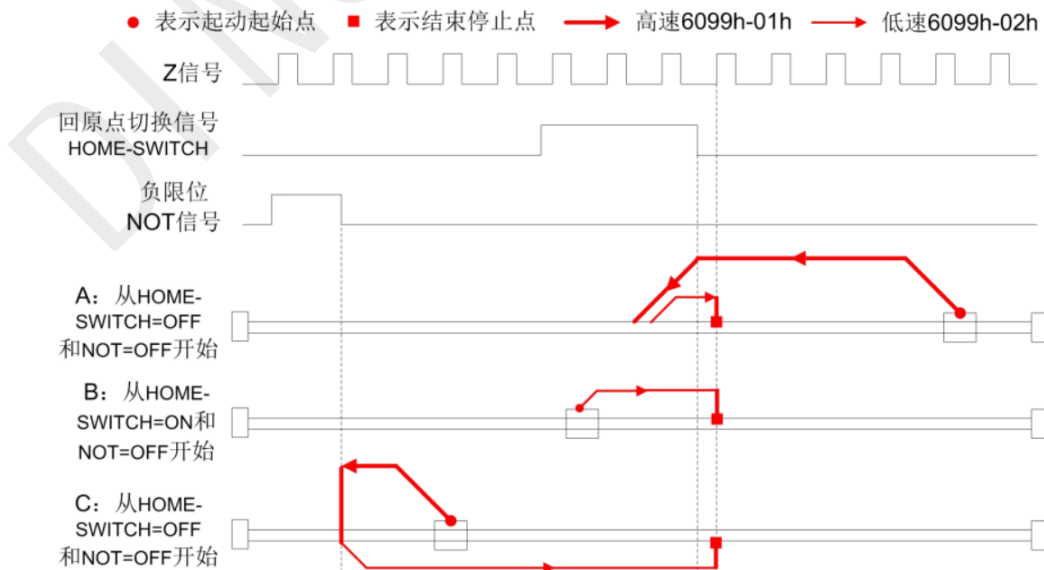 表示起动起始点 表示结束停止点 高速6099h-01h 低速6099h-02h
Z信号
回原点切换信号
HOME-SWITCH
负限位
NOT信号
A：从HOME-
SWITCH=OFF
和NOT=OFF开始
B：从HOME-
SWITCH=ON和
NOT=OFF开始
C：从HOME-
SWITCH=OFF
和NOT=OFF开始
DIN